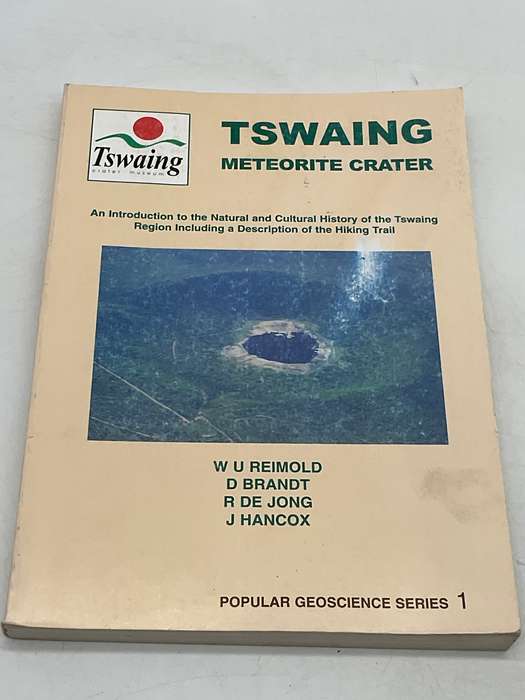 Tswaing
crater museum
TSWAING
METEORITE CRATER
An Introduction to the Natural and Cultural History of the Tswaing
Region Including a Description of the Hiking Trail
W U REIMOLD
D BRANDT
R DE JONG
J HANCOX
POPULAR GEOSCIENCE SERIES 1